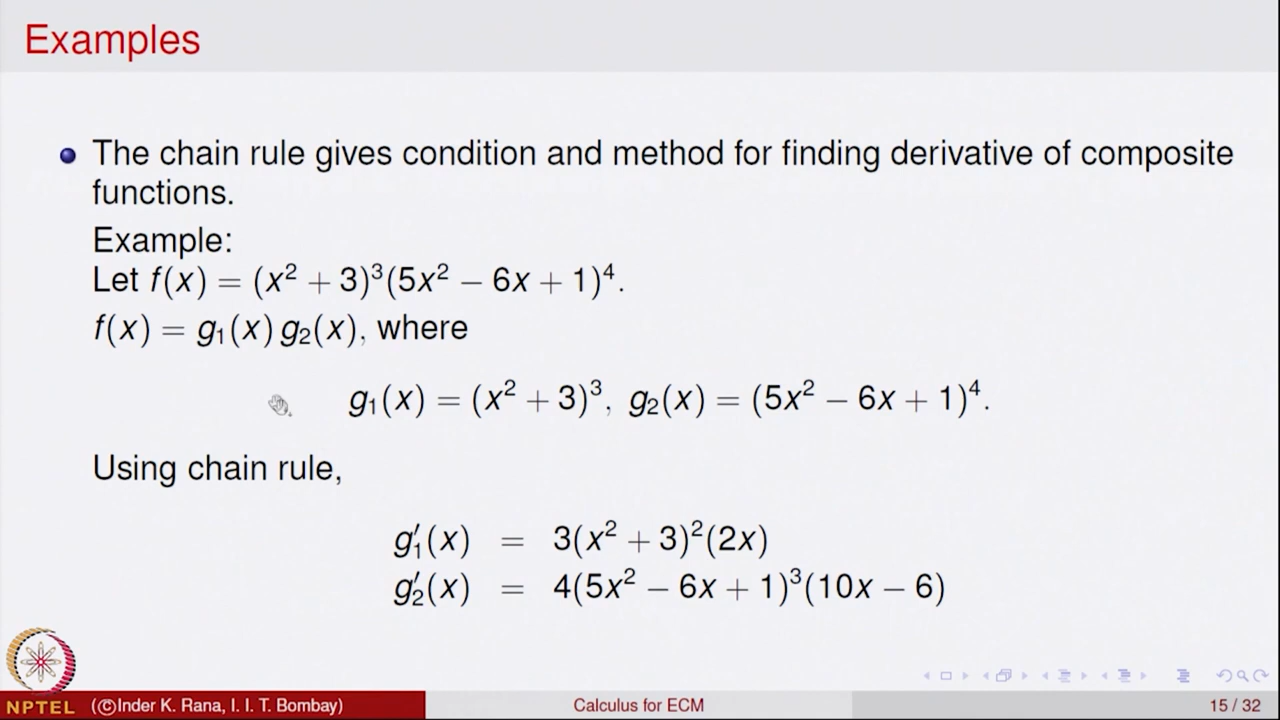 Examples
The chain rule gives condition and method for finding derivative of composite
functions.
Example:
Let f(x) = (x² + 3)³(5x² − 6x + 1)⁴.
f(x) = g₁(x) g₂(x), where
g₁(x) = (x² + 3)³, g₂(x) = (5x² − 6x + 1)⁴.
Using chain rule,
g₁′(x) = 3(x² + 3)²(2x)
g₂′(x) = 4(5x² − 6x + 1)³(10x − 6)
NPTEL (©Inder K. Rana, I. I. T. Bombay) Calculus for ECM 15 / 32